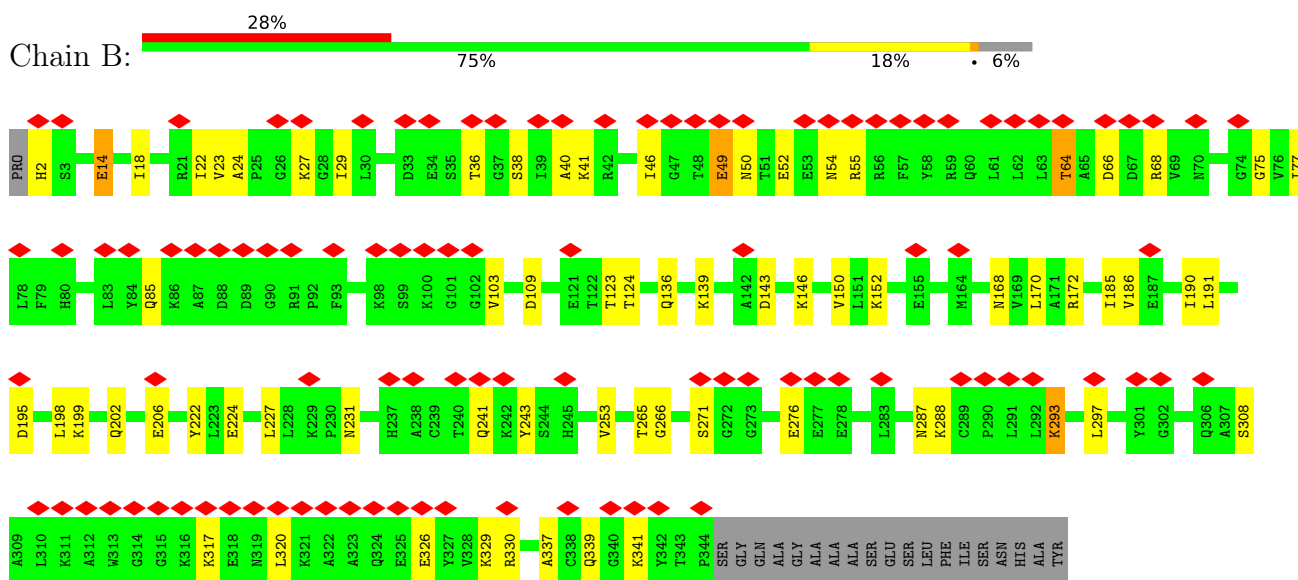 28%
Chain B:
75% 18% • 6%
PRO H2 S3 E14 I18 R21 I22 V23 A24 P25 G26 K27 G28 I29 L30 D33 E34 S35 T36 G37 S38 I39 A40 K41 R42 I46 G47 T48 E49 N50 T51 E52 E53 N54 R55 R56 F57 Y58 R59 Q60 L61 L62 L63 T64 A65 D66 D67 R68 V69 N70 G74 G75 V76 I77
L78 F79 H80 L83 Y84 Q85 K86 A87 D88 D89 G90 R91 P92 F93 K98 S99 K100 G101 G102 V103 D109 E121 T122 T123 T124 Q136 K139 A142 D143 K146 V150 L151 K152 E155 M164 N168 V169 L170 A171 R172 I185 V186 E187 I190 L191
D195 L198 K199 Q202 E206 Y222 L223 E224 L227 L228 K229 P230 N231 H237 A238 C239 T240 Q241 K242 Y243 S244 H245 V253 T265 G266 S271 G272 G273 E276 E277 E278 L283 N287 K288 C289 P290 L291 L292 K293 L297 Y301 G302 Q306 A307 S308
A309 L310 K311 A312 W313 G314 G315 K316 K317 E318 N319 L320 K321 A322 A323 Q324 E325 E326 Y327 V328 K329 R330 A337 C338 Q339 G340 K341 Y342 T343 P344 SER GLY GLN ALA GLY ALA ALA ALA SER GLU SER LEU PHE ILE SER ASN HIS ALA TYR